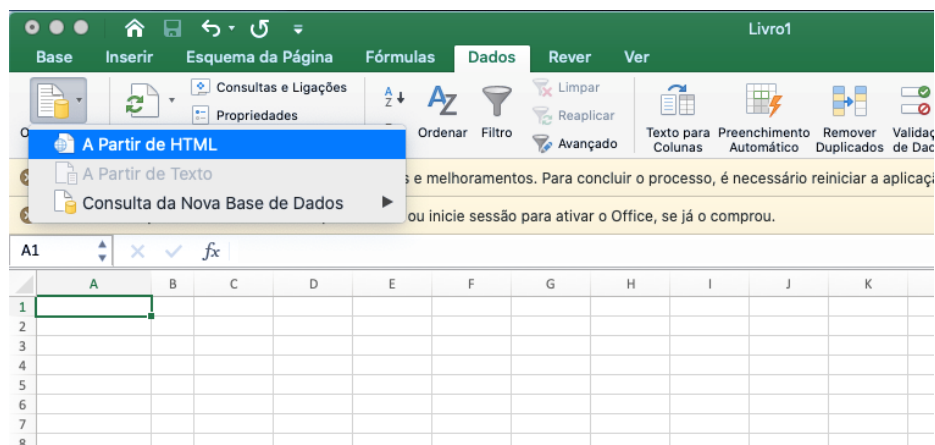 Livro1
Base Inserir Esquema da Página Fórmulas Dados Rever Ver
Consultas e Ligações
Propriedades
A
Z
AZ
Ordenar
Filtro
Limpar
Reaplicar
Avançado
Texto para
Colunas
Preenchimento
Automático
Remover
Duplicados
A Partir de HTML
A Partir de Texto
Consulta da Nova Base de Dados
e melhoramentos. Para concluir o processo, é necessário reiniciar a
ou inicie sessão para ativar o Office, se já o comprou.
A1 fx
A B C D E F G H I J K
1
2
3
4
5
6
7
8